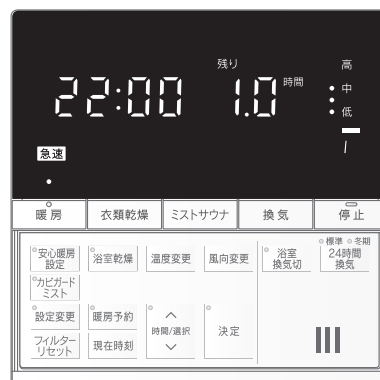 残り
高
22:00
1.0
時間
中
低
急速
暖房
衣類乾燥
ミストサウナ
換気
停止
標準
冬期
安心暖房
設定
浴室乾燥
温度変更
風向変更
浴室
換気切
24時間
換気
カビガード
ミスト
設定変更
暖房予約
時間/選択
決定
フィルター
リセット
現在時刻